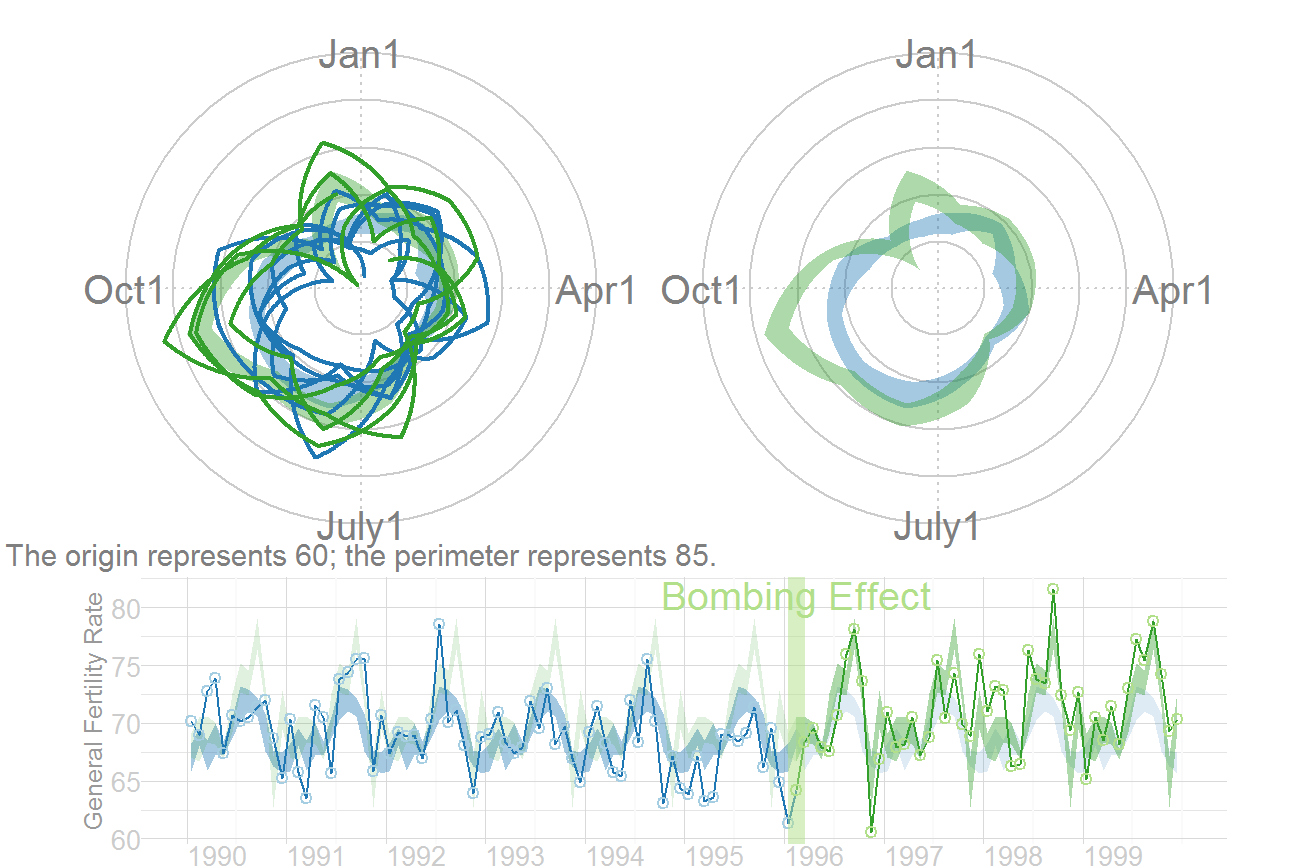 Jan1 Jan1
Oct1 Apr1 Oct1 Apr1
July1 July1
The origin represents 60; the perimeter represents 85.
Bombing Effect
General Fertility Rate
80
75
70
65
60
1990 1991 1992 1993 1994 1995 1996 1997 1998 1999